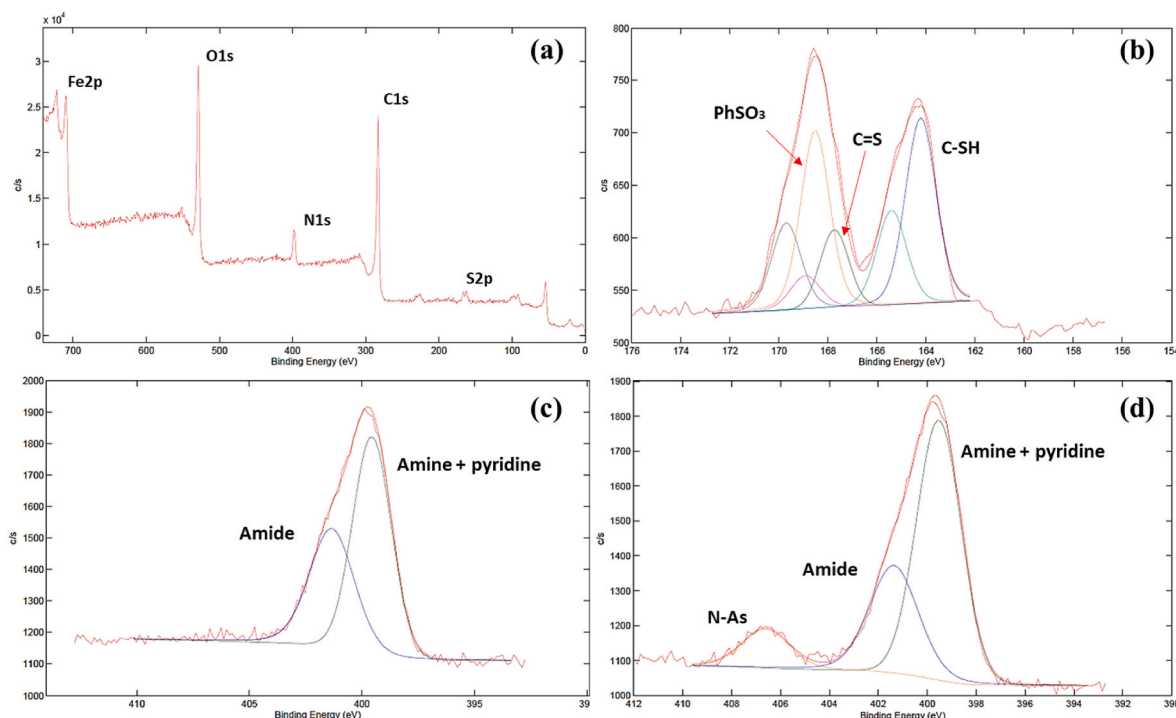 x 10⁴
(a)
O1s
Fe2p
C1s
N1s
S2p
3
2.5
2
1.5
1
0.5
0
c/s
700 600 500 400 300 200 100 0
Binding Energy (eV)
(b)
PhSO₃
C=S
C-SH
800
750
700
650
600
550
500
c/s
176 174 172 170 168 166 164 162 160 158 156 154
Binding Energy (eV)
(c)
Amine + pyridine
Amide
2000
1900
1800
1700
1600
1500
1400
1300
1200
1100
1000
c/s
410 405 400 395 39
Binding Energy (eV)
(d)
Amine + pyridine
Amide
N-As
1900
1800
1700
1600
1500
1400
1300
1200
1100
1000
c/s
412 410 408 406 404 402 400 398 396 394
Binding Energy (eV)